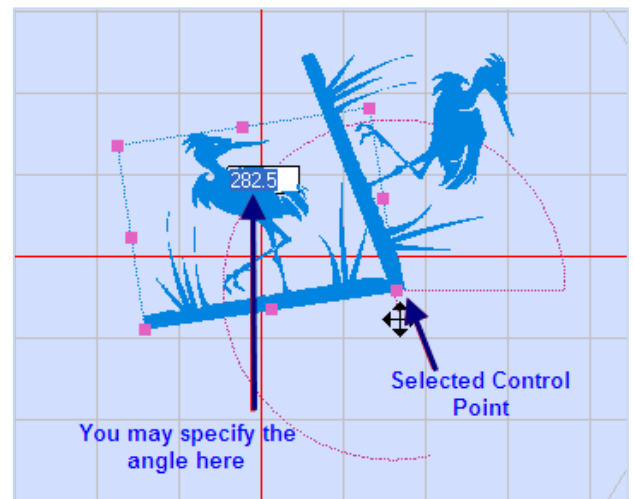 282.5
Selected Control
Point
You may specify the
angle here